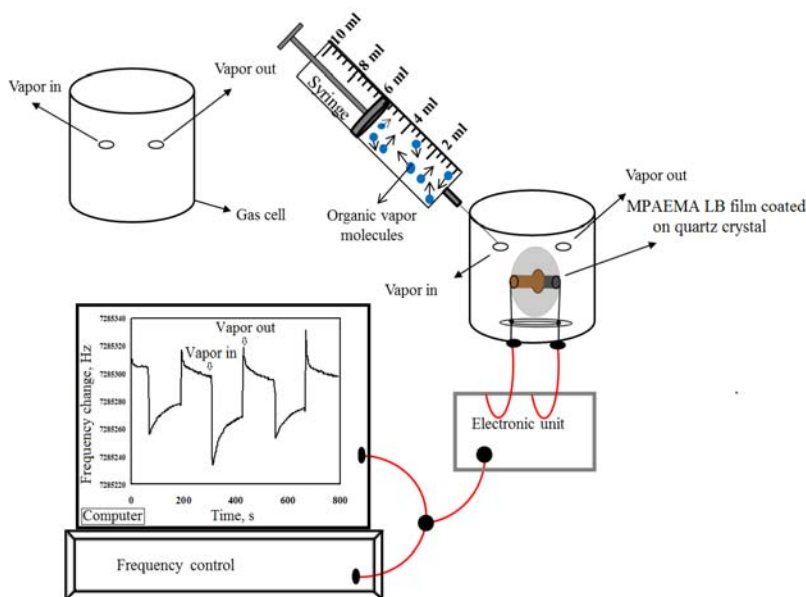 Vapor in
Vapor out
Gas cell
10 ml
8 ml
6 ml
4 ml
2 ml
Syringe
Organic vapor
molecules
Vapor out
MPAEMA LB film coated
on quartz crystal
Vapor in
Electronic unit
Frequency change, Hz
7285340
7285320
7285300
7285280
7285260
7285240
7285220
Vapor out
Vapor in
0
200
400
600
800
Time, s
Computer
Frequency control